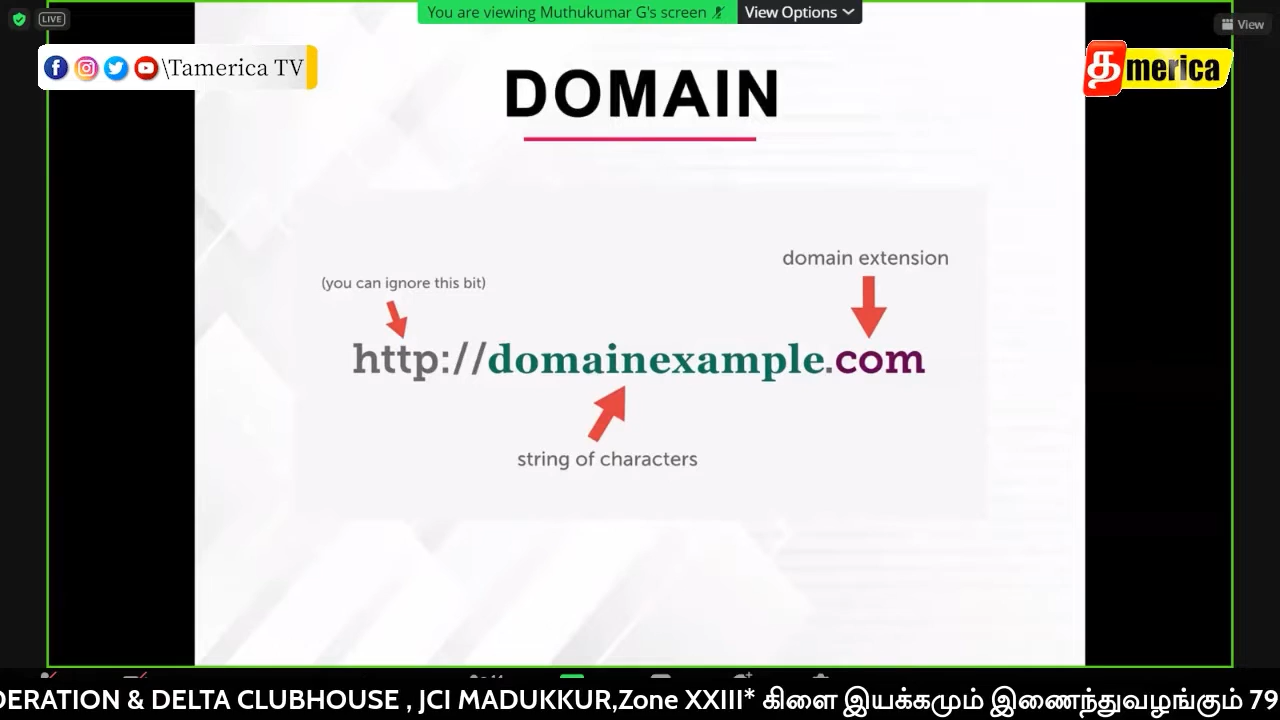 You are viewing Muthukumar G's screen
View Options
LIVE
View
\Tamerica TV
தmerica
DOMAIN
domain extension
(you can ignore this bit)
http://domainexample.com
string of characters
DERATION & DELTA CLUBHOUSE , JCI MADUKKUR,Zone XXIII* கிளை இயக்கமும் இணைந்துவழங்கும் 79